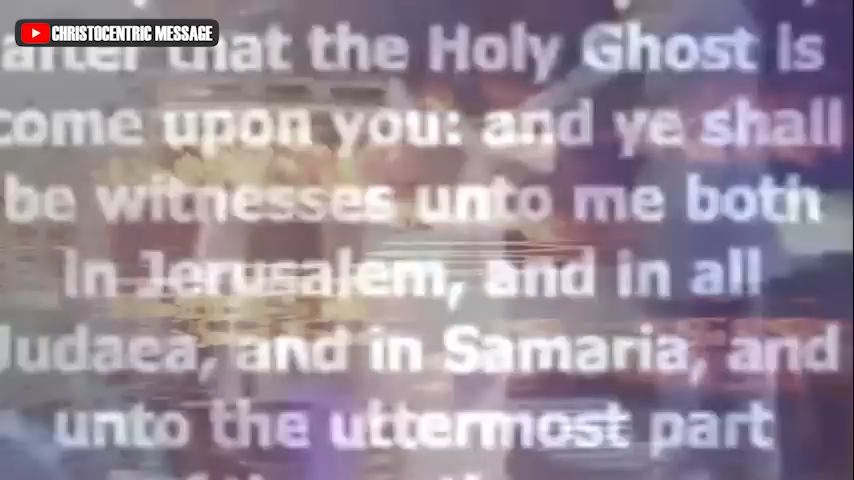 CHRISTOCENTRIC MESSAGE
after that the Holy Ghost is
come upon you: and ye shall
be witnesses unto me both
in Jerusalem, and in all
Judaea, and in Samaria, and
unto the uttermost part